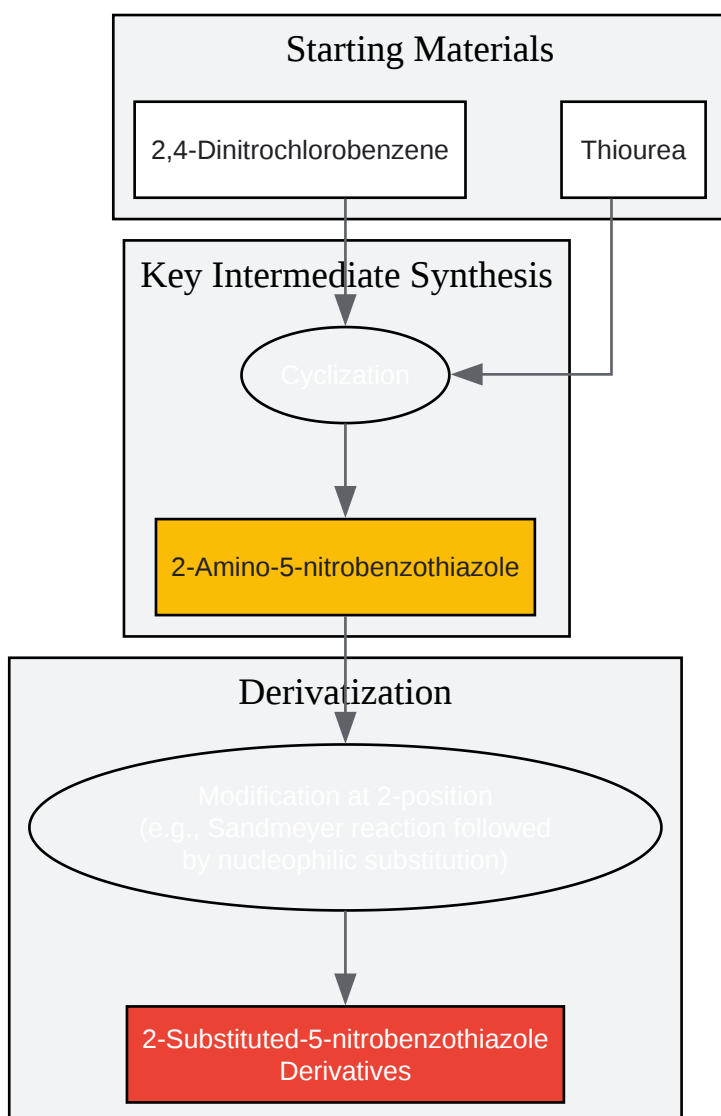 Starting Materials
2,4-Dinitrochlorobenzene
Thiourea
Key Intermediate Synthesis
Cyclization
2-Amino-5-nitrobenzothiazole
Derivatization
Modification at 2-position
(e.g., Sandmeyer reaction followed
by nucleophilic substitution)
2-Substituted-5-nitrobenzothiazole
Derivatives